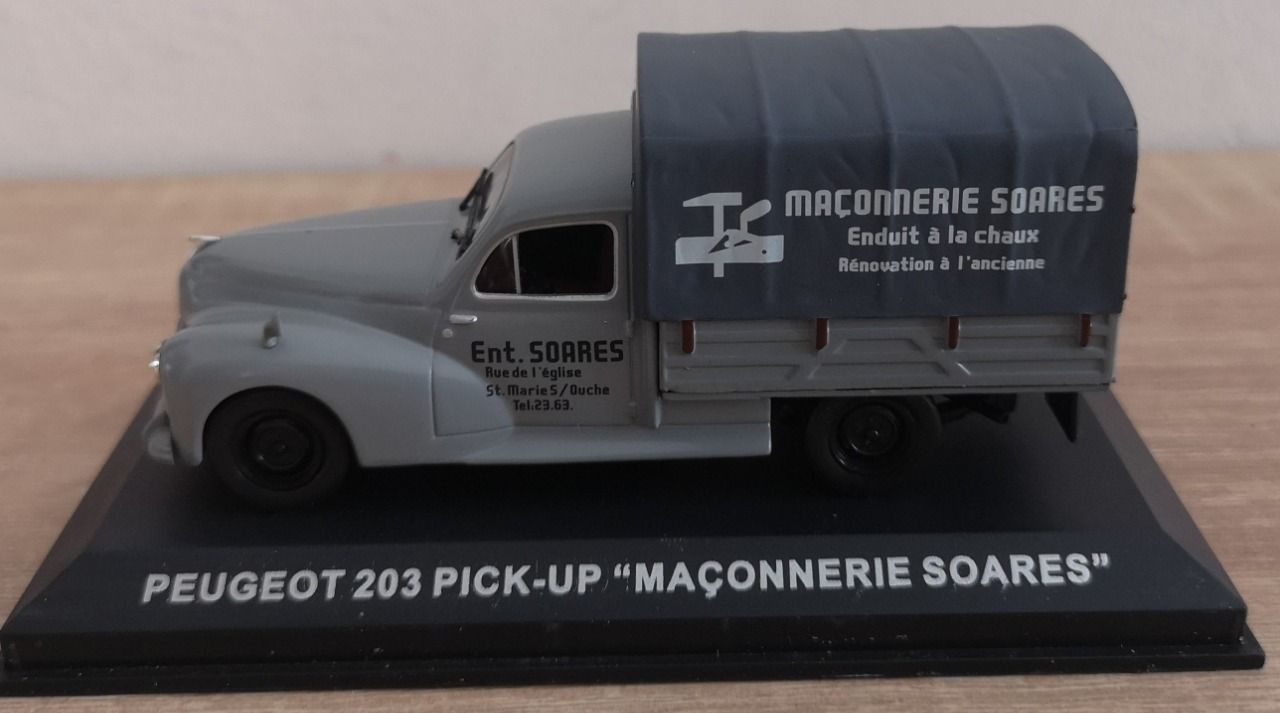 MAÇONNERIE SOARES
Enduit à la chaux
Rénovation à l'ancienne
Ent. SOARES
Rue de l'église
St. Marie S/Ouche
Tel.23.63.
PEUGEOT 203 PICK-UP “MAÇONNERIE SOARES”